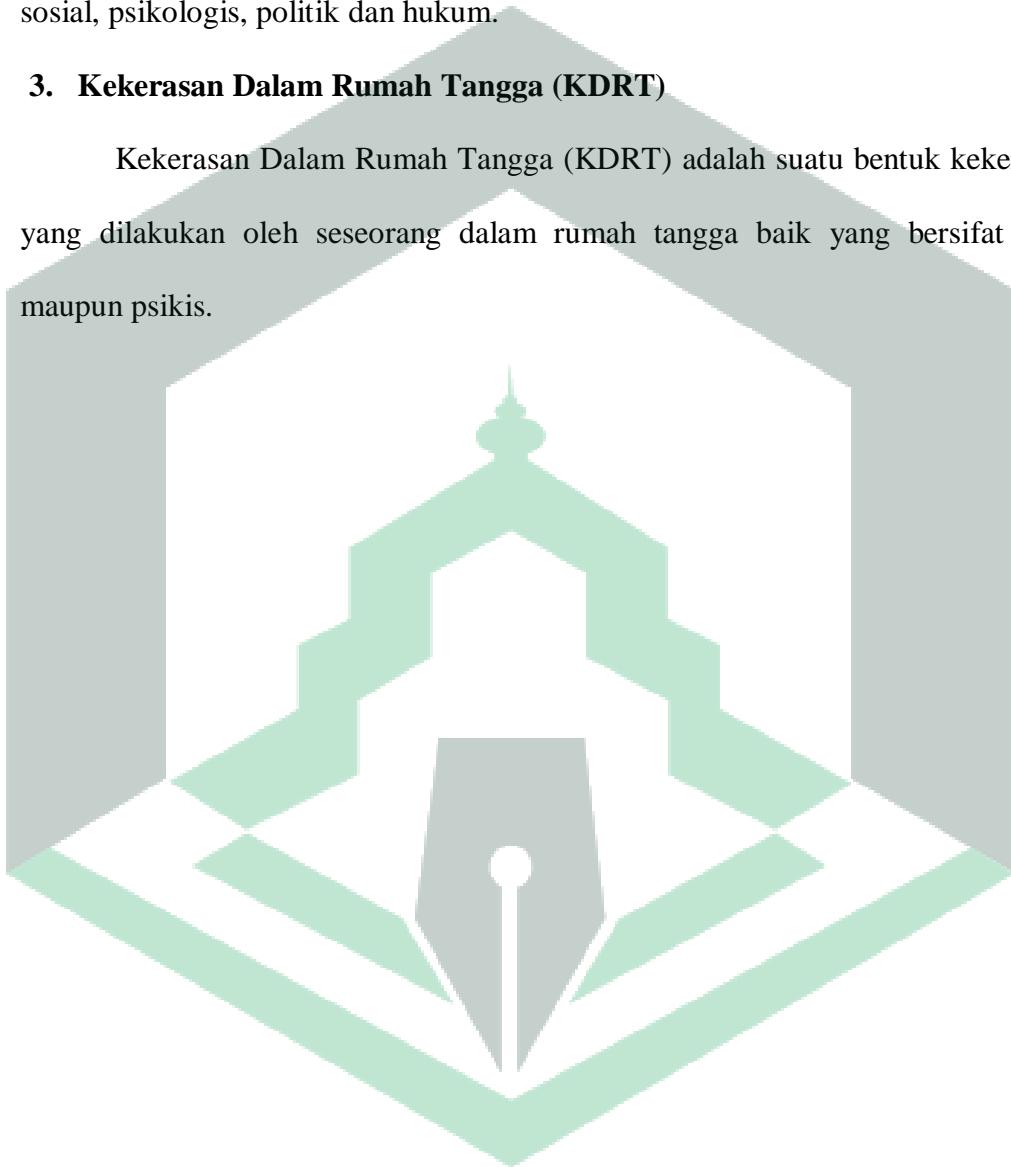 sosial, psikologis, politik dan hukum.
3. Kekerasan Dalam Rumah Tangga (KDRT)
Kekerasan Dalam Rumah Tangga (KDRT) adalah suatu bentuk
yang dilakukan oleh seseorang dalam rumah tangga baik yang bersifat
maupun psikis.